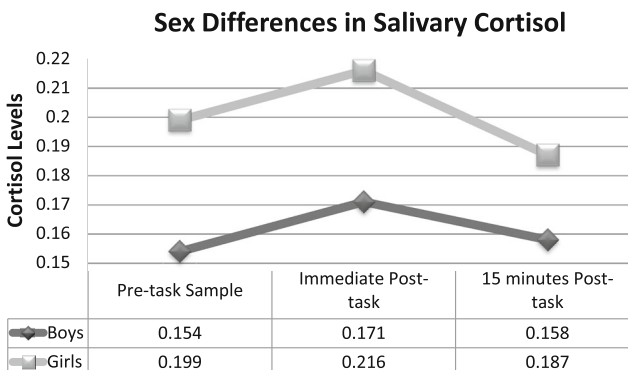 Sex Differences in Salivary Cortisol
0.22
0.21
0.2
0.19
0.18
0.17
0.16
0.15
Cortisol Levels
Pre-task Sample
Immediate Post-
task
15 minutes Post-
task
Boys 0.154 0.171 0.158
Girls 0.199 0.216 0.187